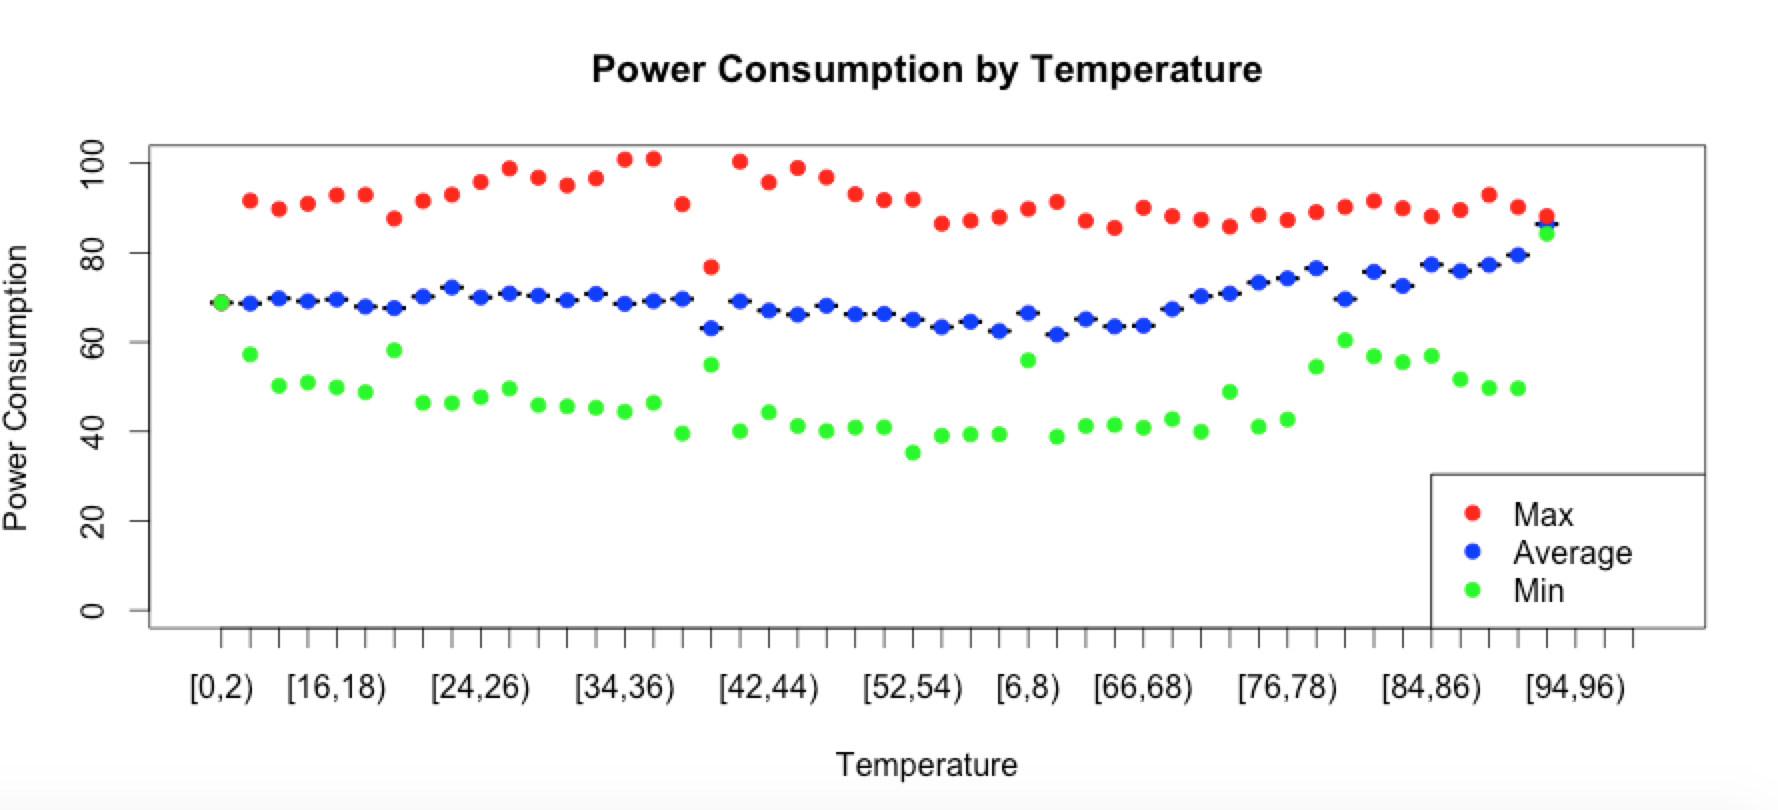 Power Consumption by Temperature
Power Consumption
100
80
60
40
20
0
[0,2) [16,18) [24,26) [34,36) [42,44) [52,54) [6,8) [66,68) [76,78) [84,86) [94,96)
Temperature
Max
Average
Min